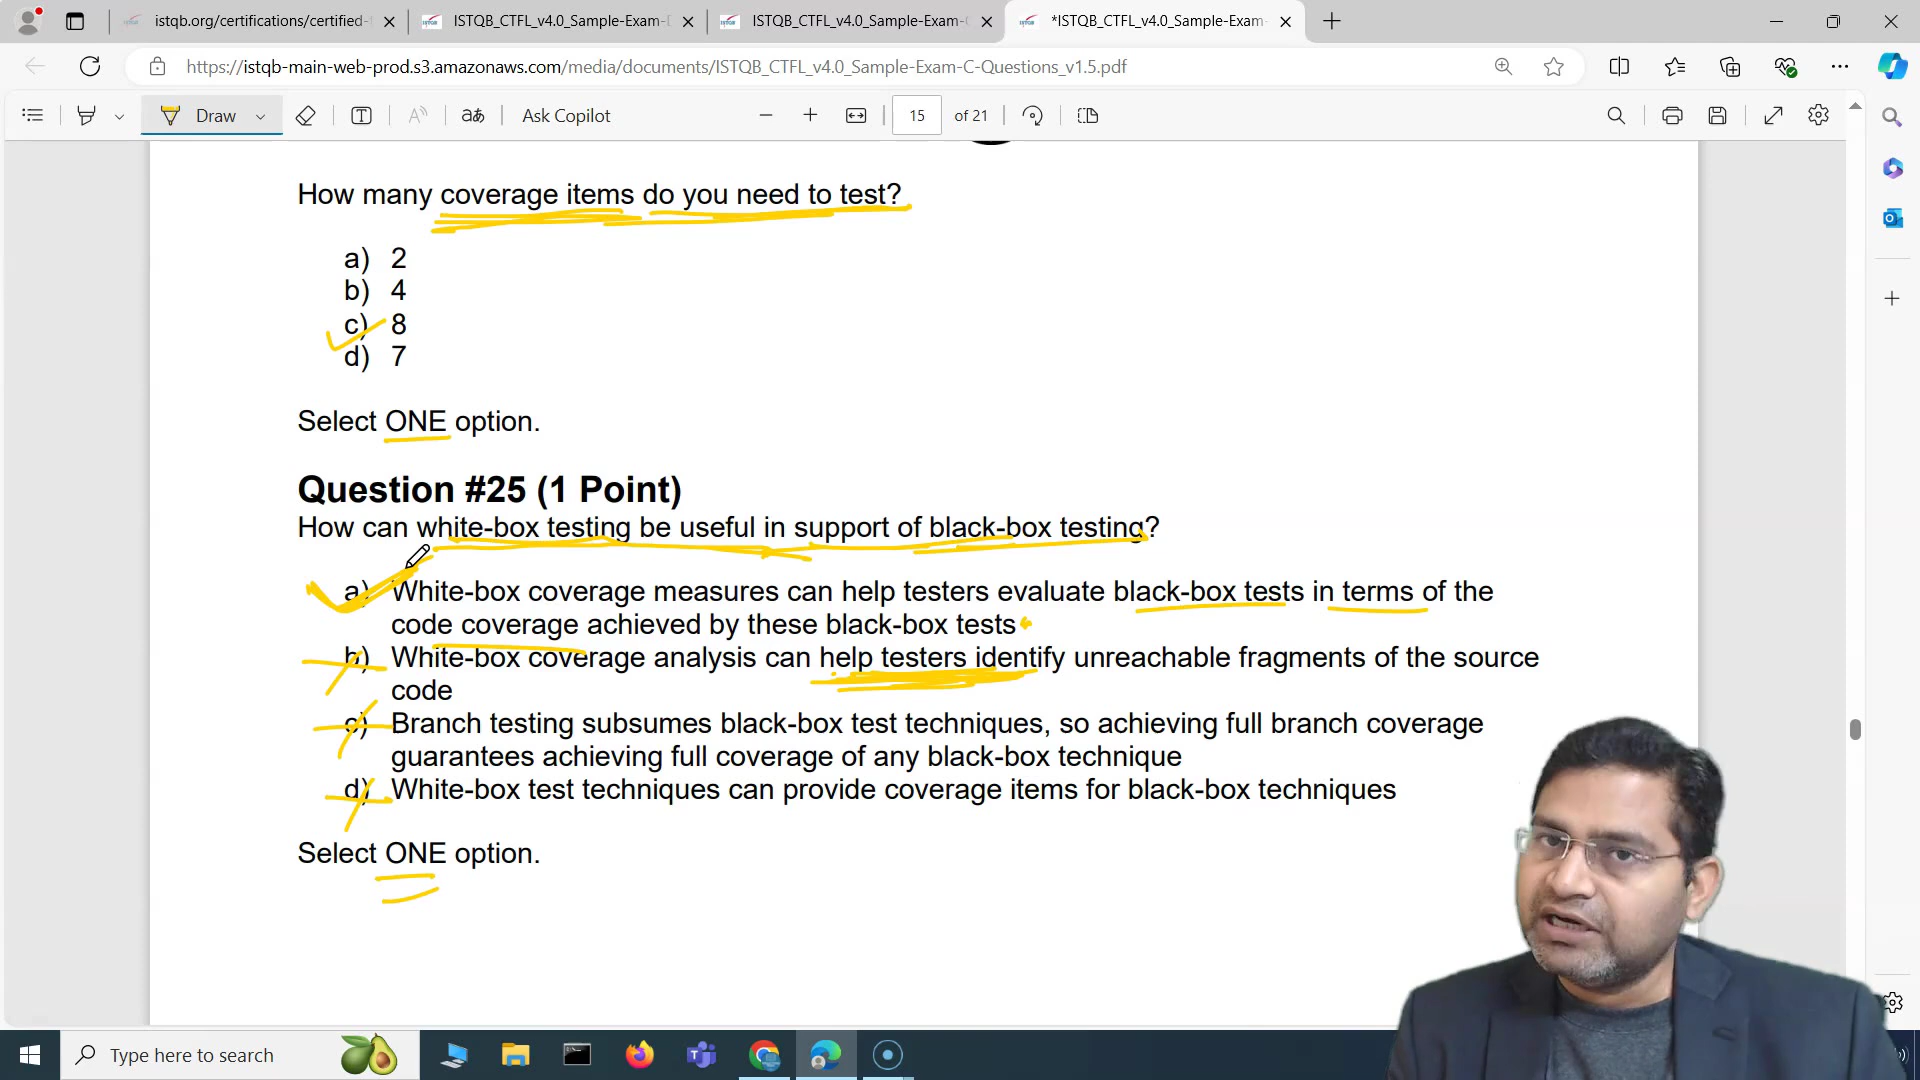 istqb.org/certifications/certified-
ISTQB_CTFL_v4.0_Sample-Exam-
ISTQB_CTFL_v4.0_Sample-Exam-
*ISTQB_CTFL_v4.0_Sample-Exam-
https://istqb-main-web-prod.s3.amazonaws.com/media/documents/ISTQB_CTFL_v4.0_Sample-Exam-C-Questions_v1.5.pdf
Draw
aあ
Ask Copilot
15 of 21
How many coverage items do you need to test?
a) 2
b) 4
c) 8
d) 7
Select ONE option.
Question #25 (1 Point)
How can white-box testing be useful in support of black-box testing?
a) White-box coverage measures can help testers evaluate black-box tests in terms of the
code coverage achieved by these black-box tests
b) White-box coverage analysis can help testers identify unreachable fragments of the source
code
c) Branch testing subsumes black-box test techniques, so achieving full branch coverage
guarantees achieving full coverage of any black-box technique
d) White-box test techniques can provide coverage items for black-box techniques
Select ONE option.
Type here to search